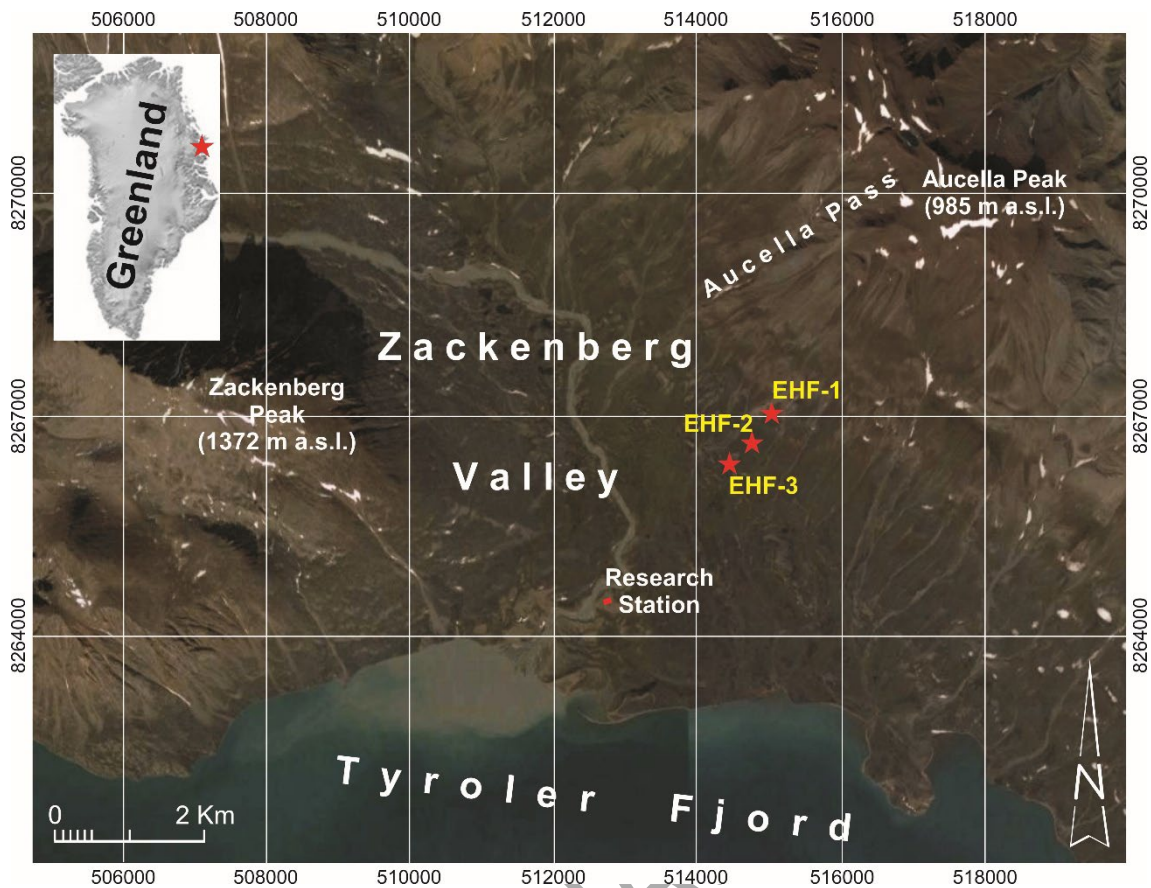 506000 508000 510000 512000 514000 516000 518000
Greenland
8270000
8270000
Aucella Peak
(985 m a.s.l.)
Aucella Pass
Zackenberg
Zackenberg
Peak
(1372 m a.s.l.)
EHF-1
8267000
8267000
EHF-2
Valley
EHF-3
Research
Station
8264000
8264000
Tyroler Fjord
N
0 2 Km
506000 508000 510000 512000 514000 516000 518000